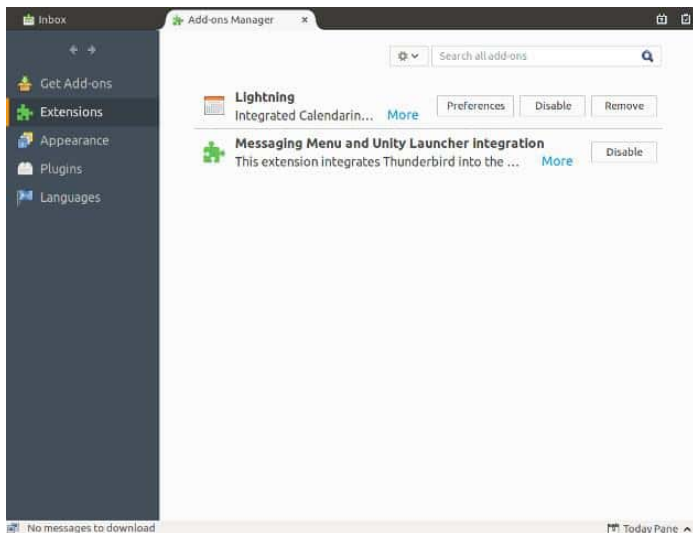 Inbox
Add-ons Manager ×
Search all add-ons
Get Add-ons
Extensions
Appearance
Plugins
Languages
Lightning
Integrated Calendarin... More
Preferences Disable Remove
Messaging Menu and Unity Launcher integration
This extension integrates Thunderbird into the ... More
Disable
No messages to download
Today Pane